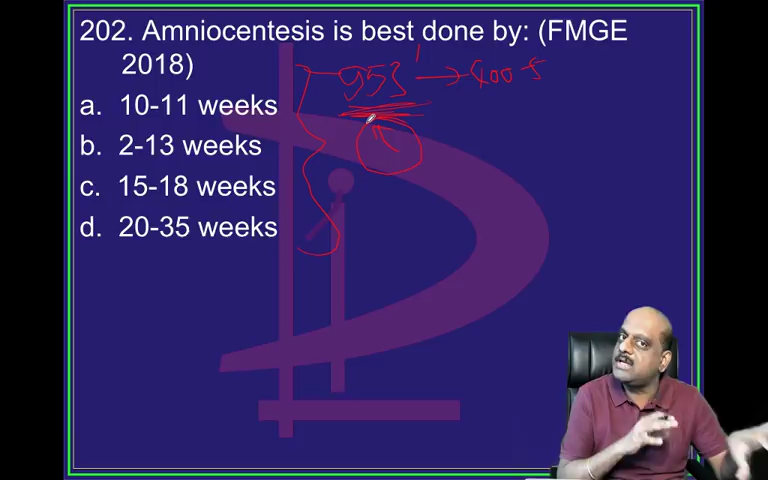 202. Amniocentesis is best done by: (FMGE
2018)
a. 10-11 weeks
b. 2-13 weeks
c. 15-18 weeks
d. 20-35 weeks
953